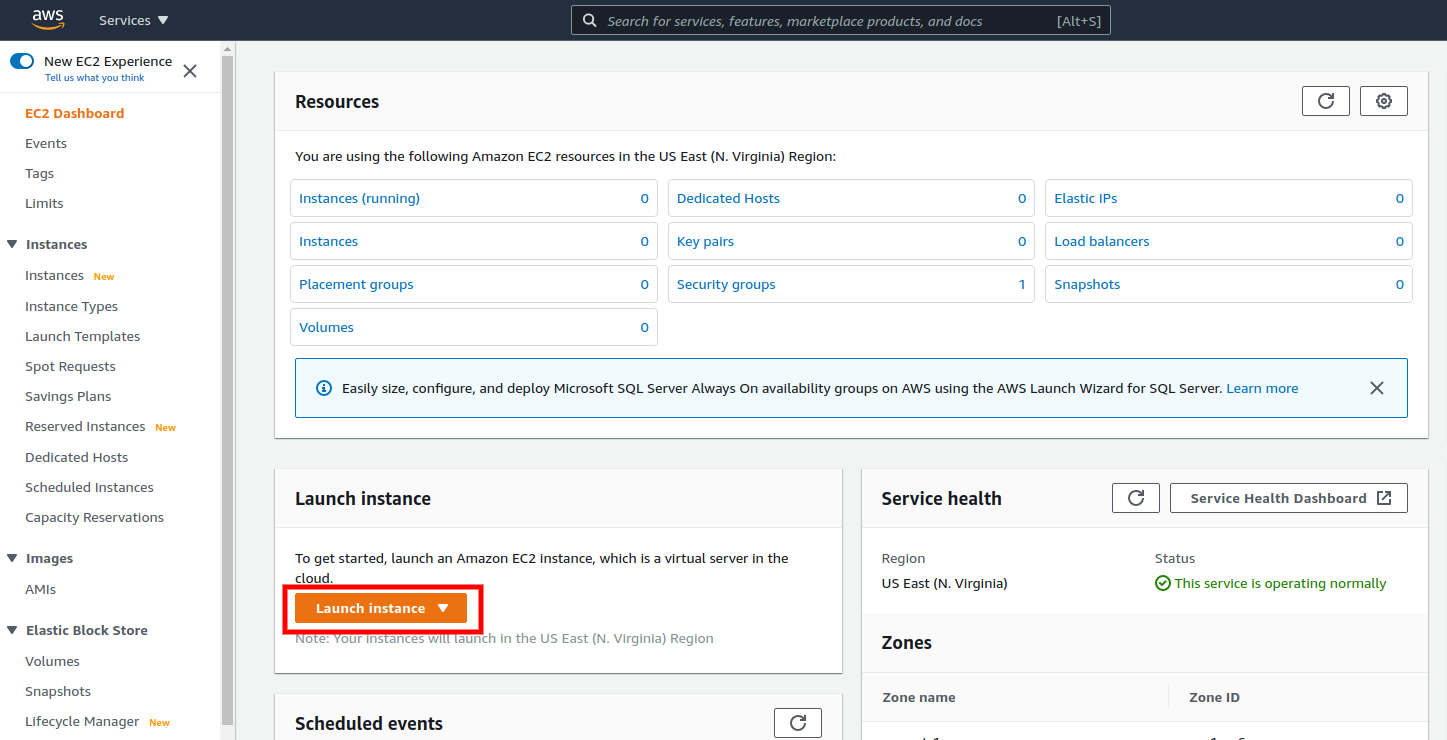 aws
Services
Search for services, features, marketplace products, and docs
[Alt+S]
New EC2 Experience
Tell us what you think
EC2 Dashboard
Events
Tags
Limits
Instances
Instances New
Instance Types
Launch Templates
Spot Requests
Savings Plans
Reserved Instances New
Dedicated Hosts
Scheduled Instances
Capacity Reservations
Images
AMIs
Elastic Block Store
Volumes
Snapshots
Lifecycle Manager New
Resources
You are using the following Amazon EC2 resources in the US East (N. Virginia) Region:
Instances (running) 0
Dedicated Hosts 0
Elastic IPs 0
Instances 0
Key pairs 0
Load balancers 0
Placement groups 0
Security groups 1
Snapshots 0
Volumes 0
Easily size, configure, and deploy Microsoft SQL Server Always On availability groups on AWS using the AWS Launch Wizard for SQL Server. Learn more
Launch instance
To get started, launch an Amazon EC2 instance, which is a virtual server in the
cloud.
Launch instance
Note: Your instances will launch in the US East (N. Virginia) Region
Scheduled events
Service health
Service Health Dashboard
Region
Status
US East (N. Virginia)
This service is operating normally
Zones
Zone name
Zone ID